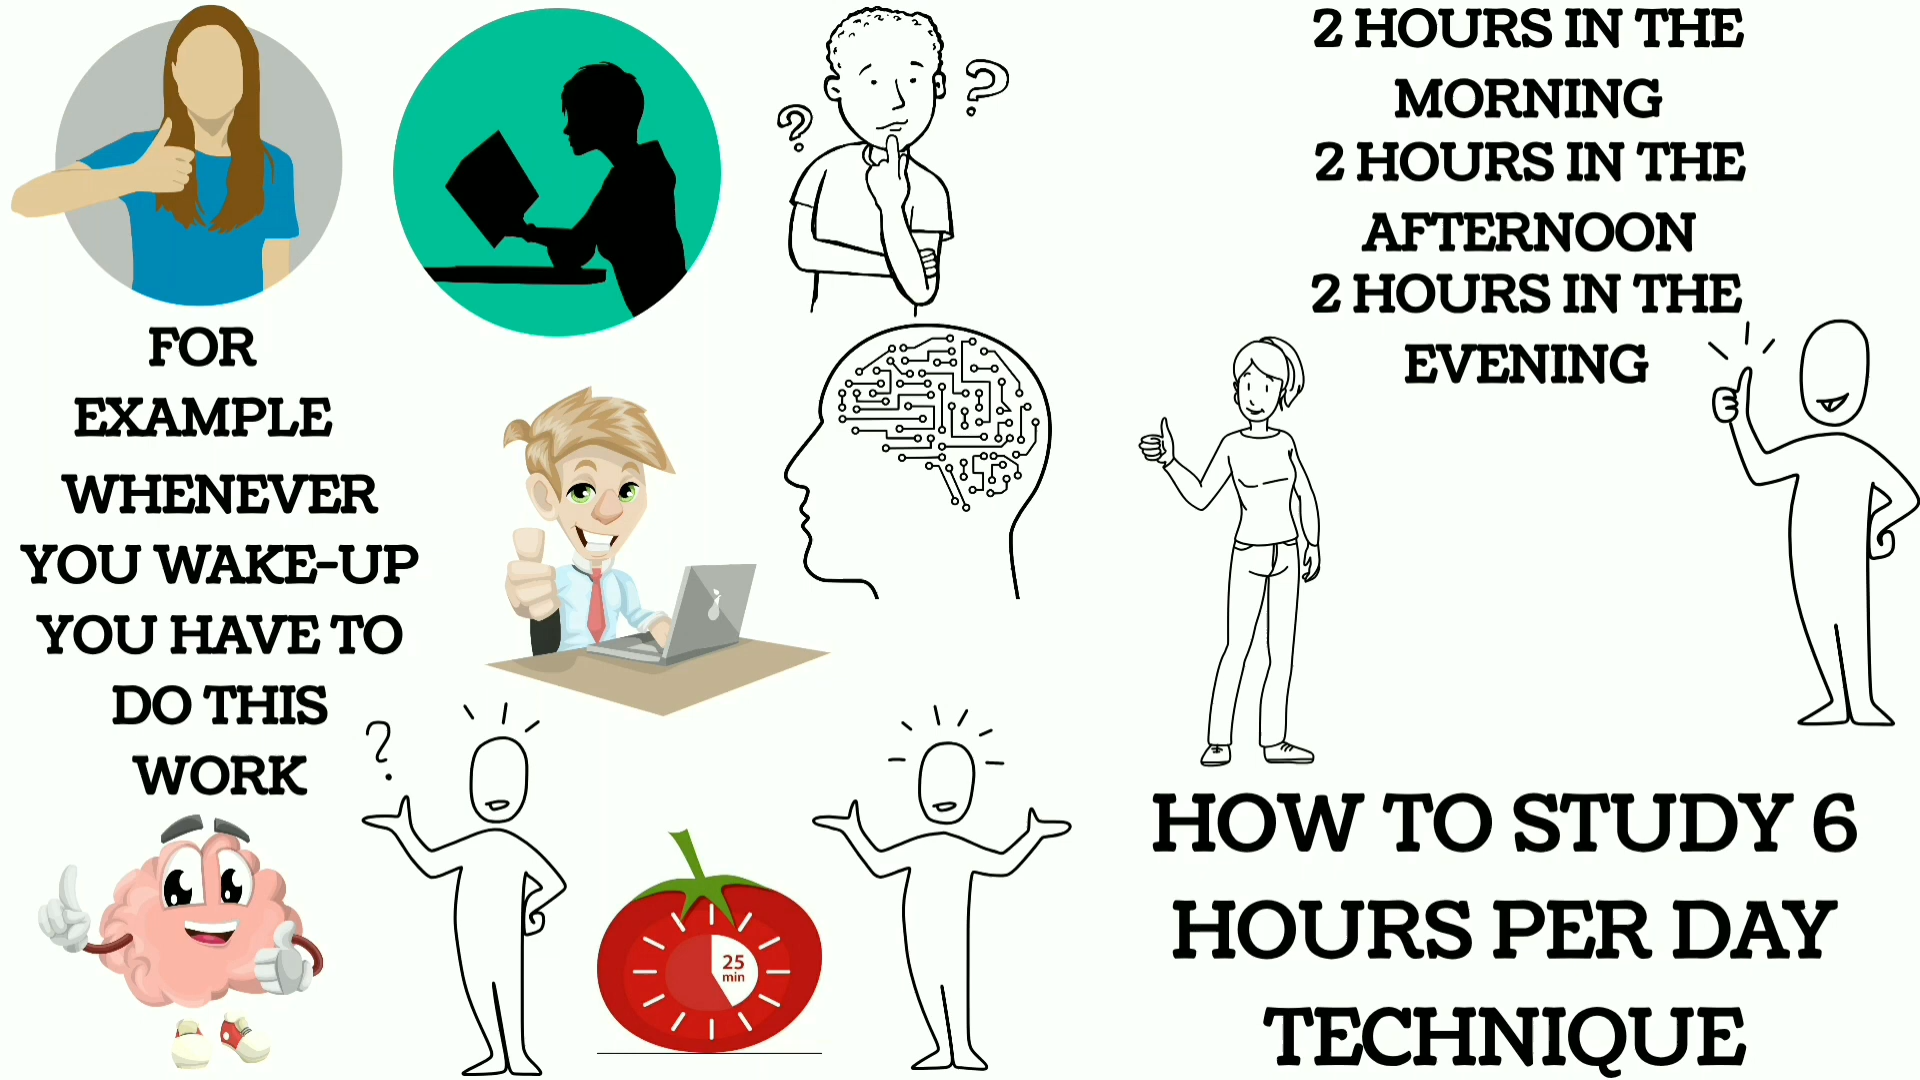 FOR
EXAMPLE
WHENEVER
YOU WAKE-UP
YOU HAVE TO
DO THIS
WORK
?
?
?
25
min
2 HOURS IN THE
MORNING
2 HOURS IN THE
AFTERNOON
2 HOURS IN THE
EVENING
HOW TO STUDY 6
HOURS PER DAY
TECHNIQUE